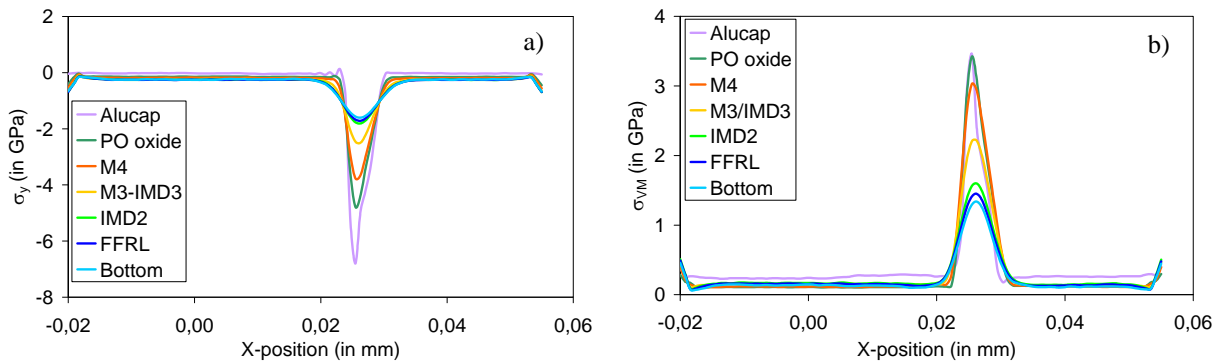 a)
2
0
-2
-4
-6
-8
σy (in GPa)
Alucap
PO oxide
M4
M3-IMD3
IMD2
FFRL
Bottom
-0,02
0,00
0,02
0,04
0,06
X-position (in mm)
b)
4
3
2
1
0
σVM (in GPa)
Alucap
PO oxide
M4
M3/IMD3
IMD2
FFRL
Bottom
-0,02
0,00
0,02
0,04
0,06
X-position (in mm)